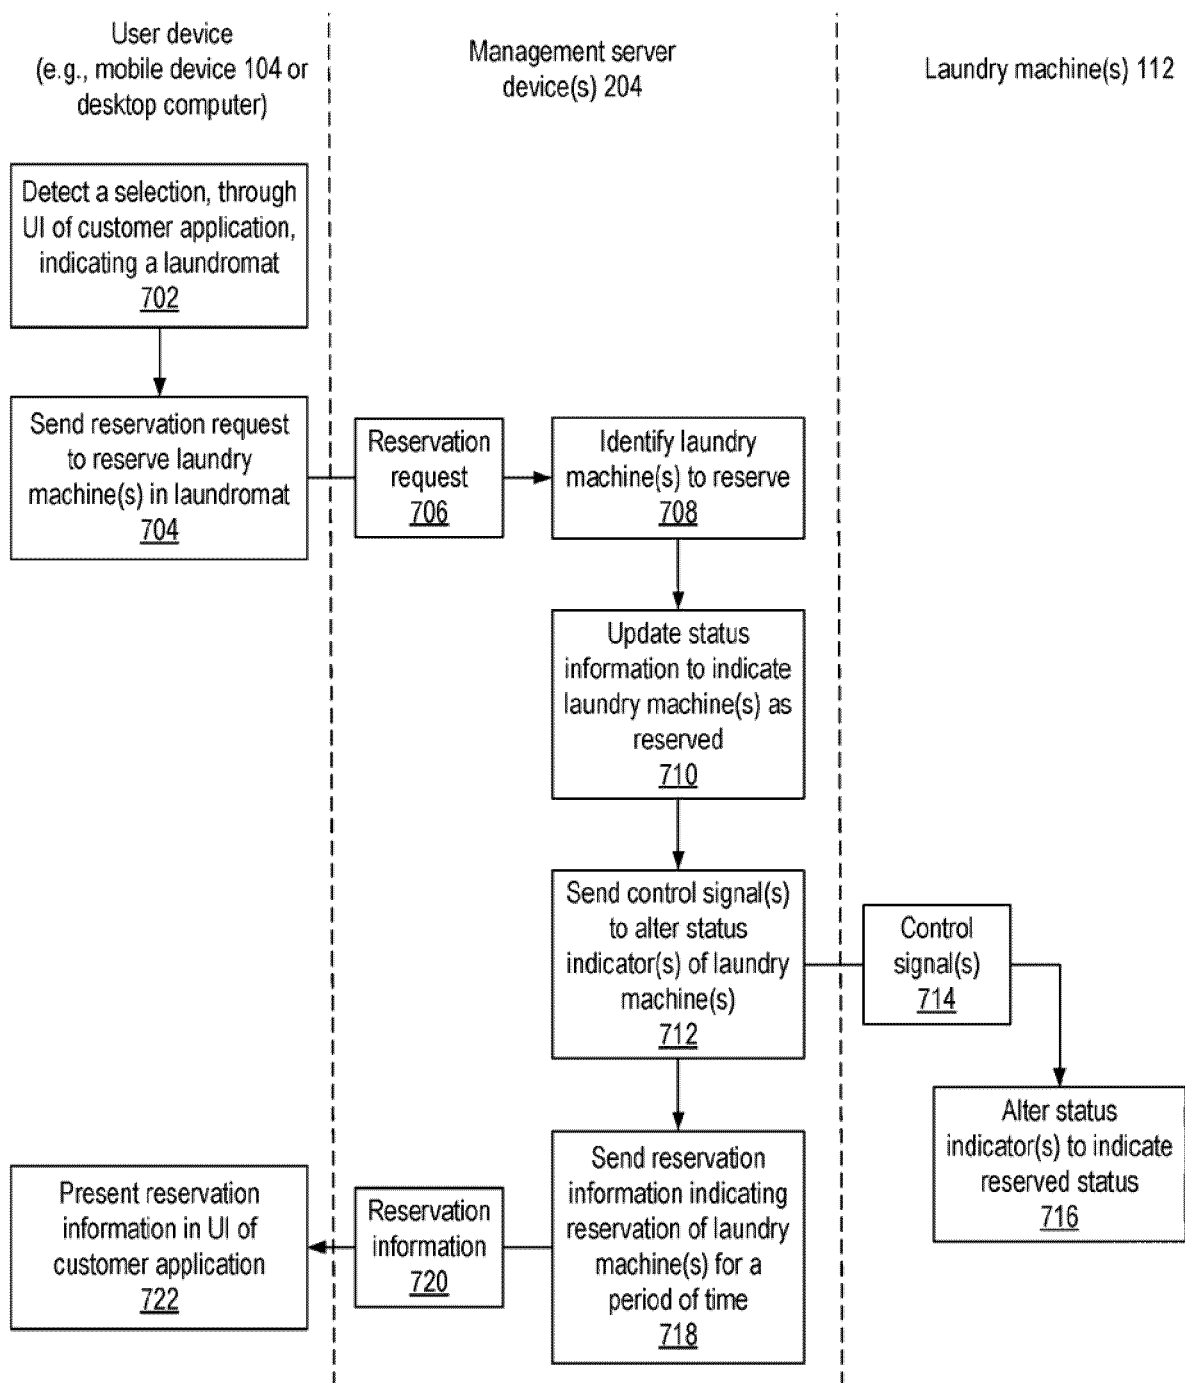 User device
(e.g., mobile device 104 or
desktop computer)
Management server
device(s) 204
Laundry machine(s) 112
Detect a selection, through
UI of customer application,
indicating a laundromat
702
Send reservation request
to reserve laundry
machine(s) in laundromat
704
Reservation
request
706
Identify laundry
machine(s) to reserve
708
Update status
information to indicate
laundry machine(s) as
reserved
710
Send control signal(s)
to alter status
indicator(s) of laundry
machine(s)
712
Control
signal(s)
714
Alter status
indicator(s) to indicate
reserved status
716
Send reservation
information indicating
reservation of laundry
machine(s) for a
period of time
718
Reservation
information
720
Present reservation
information in UI of
customer application
722